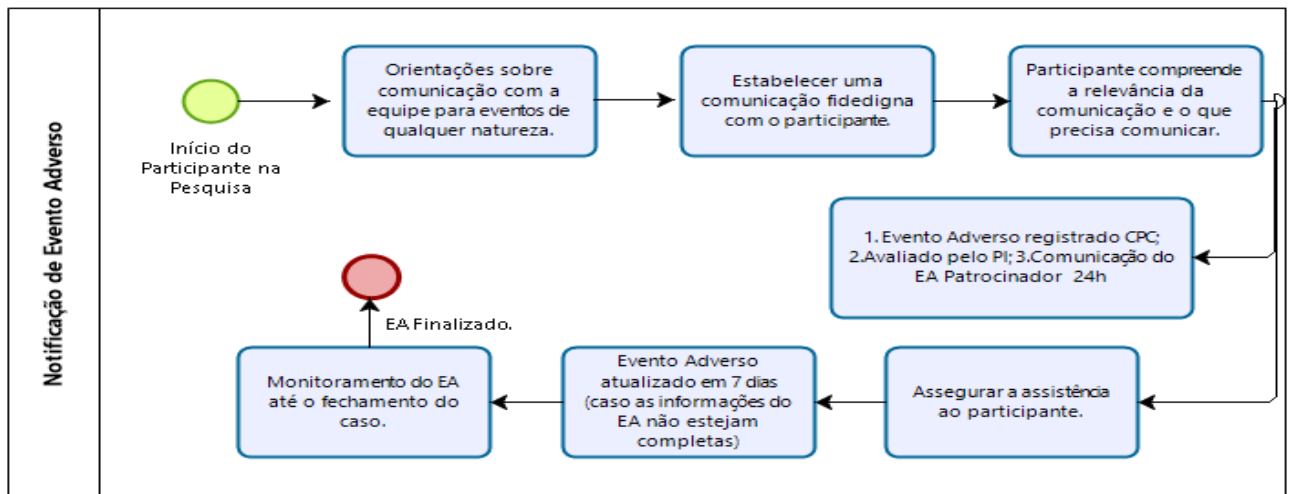 Notificação de Evento Adverso
Início do
Participante na
Pesquisa
Orientações sobre
comunicação com a
equipe para eventos de
qualquer natureza.
Estabelecer uma
comunicação fidedigna
com o participante.
Participante compreende
a relevância da
comunicação e o que
precisa comunicar.
1.Evento Adverso registrado CPC;
2.Avaliado pelo PI; 3.Comunicação do
EA Patrocinador 24h
Assegurar a assistência
ao participante.
Evento Adverso
atualizado em 7 dias
(caso as informações do
EA não estejam
completas)
Monitoramento do EA
até o fechamento do
caso.
EA Finalizado.